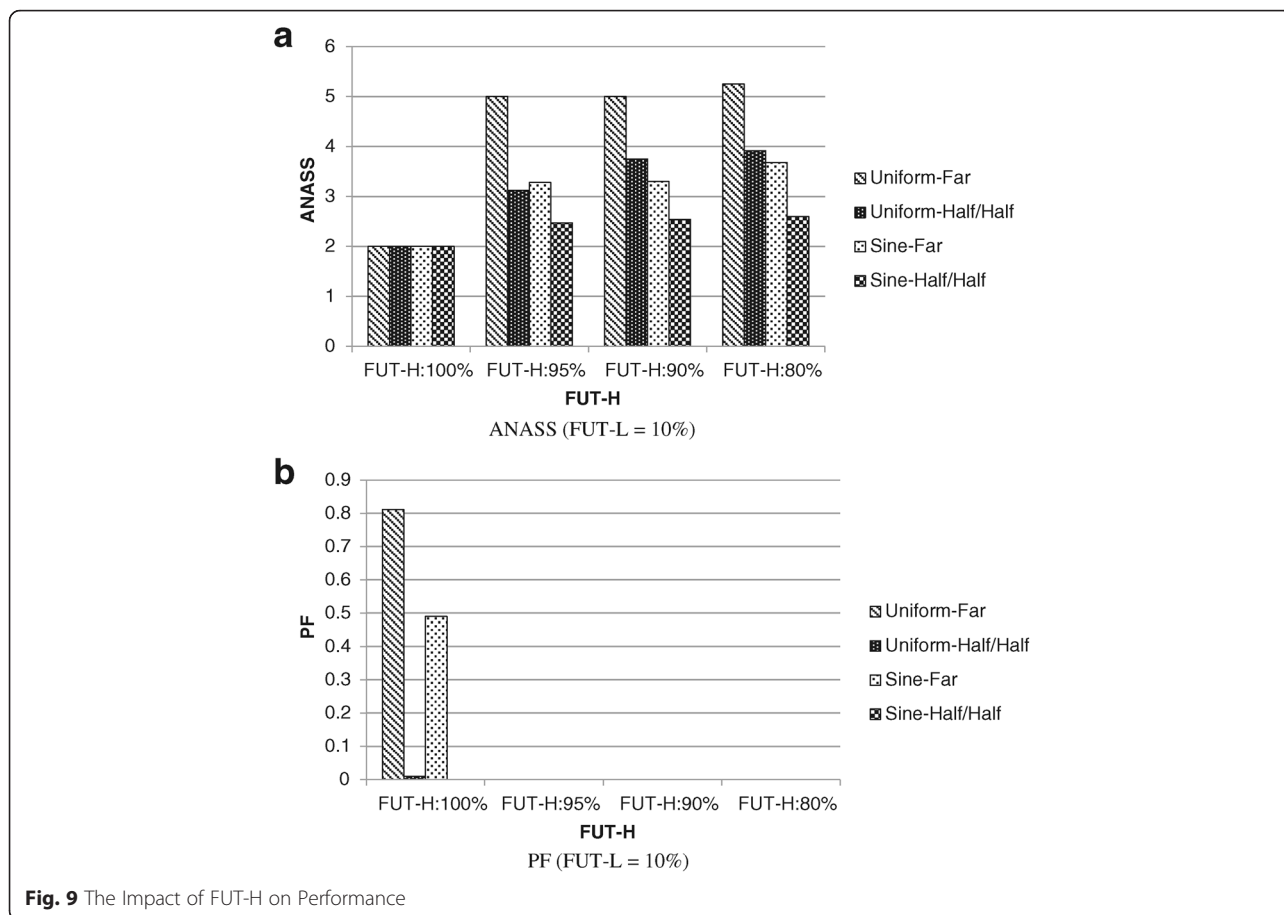 a
6
5
4
3
2
1
0
ANASS
FUT-H:100% FUT-H:95% FUT-H:90% FUT-H:80%
FUT-H
Uniform-Far
Uniform-Half/Half
Sine-Far
Sine-Half/Half
ANASS (FUT-L = 10%)
b
0.9
0.8
0.7
0.6
0.5
0.4
0.3
0.2
0.1
0
PF
FUT-H:100% FUT-H:95% FUT-H:90% FUT-H:80%
FUT-H
Uniform-Far
Uniform-Half/Half
Sine-Far
Sine-Half/Half
PF (FUT-L = 10%)
Fig. 9 The Impact of FUT-H on Performance